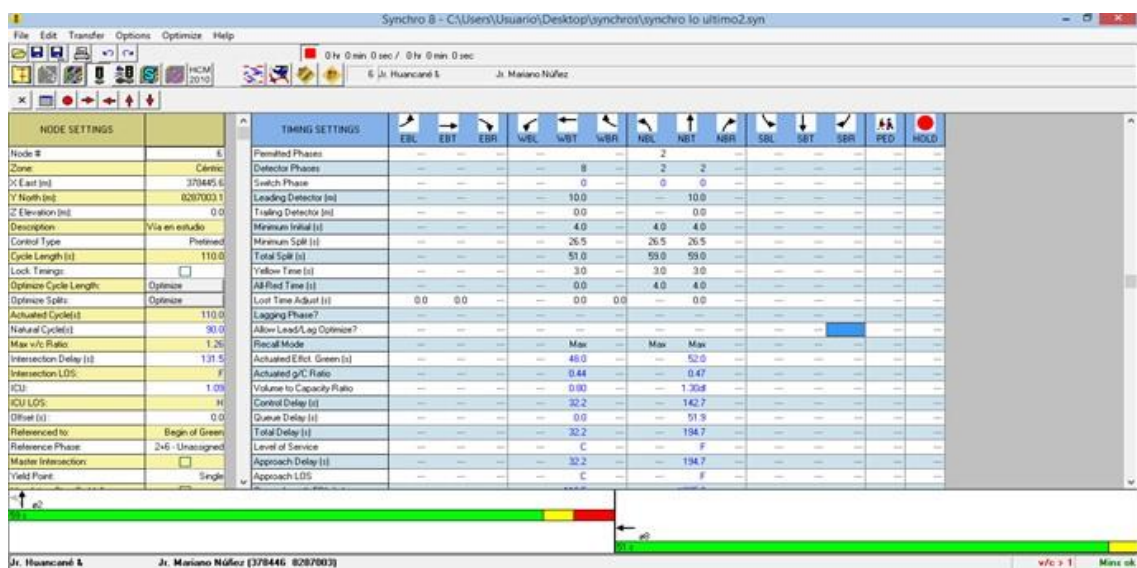 Synchro 8 - C:\Users\Usuario\Desktop\synchros\synchro lo ultimo2.syn
File Edit Transfer Options Optimize Help
0 hr 0 min 0 sec / 0 hr 0 min 0 sec
HCM 2010
6 Jr. Huancané & Jr. Mariano Núñez
NODE SETTINGS
Node # 6
Zone: Céntric
X East (m): 378445.6
Y North (m): 8287003.1
Z Elevation (m): 0.0
Description Vía en estudio
Control Type Pretimed
Cycle Length (s): 110.0
Lock Timings:
Optimize Cycle Length: Optimize
Optimize Splits: Optimize
Actuated Cycle(s): 110.0
Natural Cycle(s): 90.0
Max v/c Ratio: 1.26
Intersection Delay (s): 131.5
Intersection LOS: F
ICU: 1.09
ICU LOS: H
Offset (s): 0.0
Referenced to: Begin of Green
Reference Phase: 2+6 - Unassigned
Master Intersection:
Yield Point: Single
TIMING SETTINGS EBL EBT EBR WBL WBT WBR NBL NBT NBR SBL SBT SBR PED HOLD
Permitted Phases — — — — — — 2 — — — — — —
Detector Phases — — — — 8 — 2 2 — — — — — —
Switch Phase — — — — 0 — 0 0 — — — — — —
Leading Detector (m) — — — — 10.0 — — 10.0 — — — — — —
Trailing Detector (m) — — — — 0.0 — — 0.0 — — — — — —
Minimum Initial (s) — — — — 4.0 — 4.0 4.0 — — — — — —
Minimum Split (s) — — — — 26.5 — 26.5 26.5 — — — — — —
Total Split (s) — — — — 51.0 — 59.0 59.0 — — — — — —
Yellow Time (s) — — — — 3.0 — 3.0 3.0 — — — — — —
All-Red Time (s) — — — — 0.0 — 4.0 4.0 — — — — — —
Lost Time Adjust (s) 0.0 0.0 — — 0.0 0.0 — 0.0 — — — — — —
Lagging Phase? — — — — — — — — — — — — — —
Allow Lead/Lag Optimize? — — — — — — — — — — — — —
Recall Mode — — — — Max — Max Max — — — — — —
Actuated Effct. Green (s) — — — — 48.0 — — 52.0 — — — — — —
Actuated g/C Ratio — — — — 0.44 — — 0.47 — — — — — —
Volume to Capacity Ratio — — — — 0.80 — — 1.30dl — — — — — —
Control Delay (s) — — — — 32.2 — — 142.7 — — — — — —
Queue Delay (s) — — — — 0.0 — — 51.9 — — — — — —
Total Delay (s) — — — — 32.2 — — 194.7 — — — — — —
Level of Service — — — — C — — F — — — — — —
Approach Delay (s) — — — — 32.2 — — 194.7 — — — — — —
Approach LOS — — — — C — — F — — — — — —
ø2
59 s
ø8
51 s
Jr. Huancané & Jr. Mariano Núñez (378446 8287003) v/c > 1 Mins ok